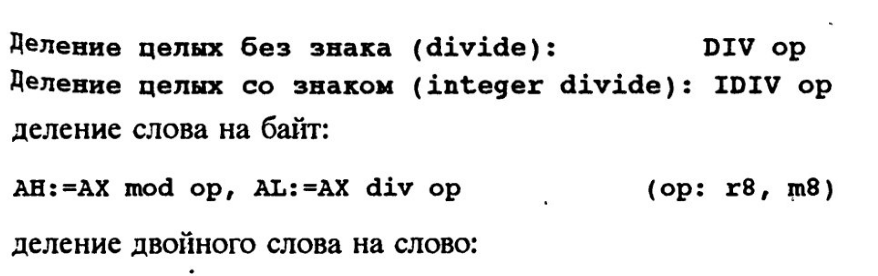 Деление целых без знака (divide): DIV op
Деление целых со знаком (integer divide): IDIV op
деление слова на байт:
AH:=AX mod op, AL:=AX div op (op: r8, m8)
деление двойного слова на слово: